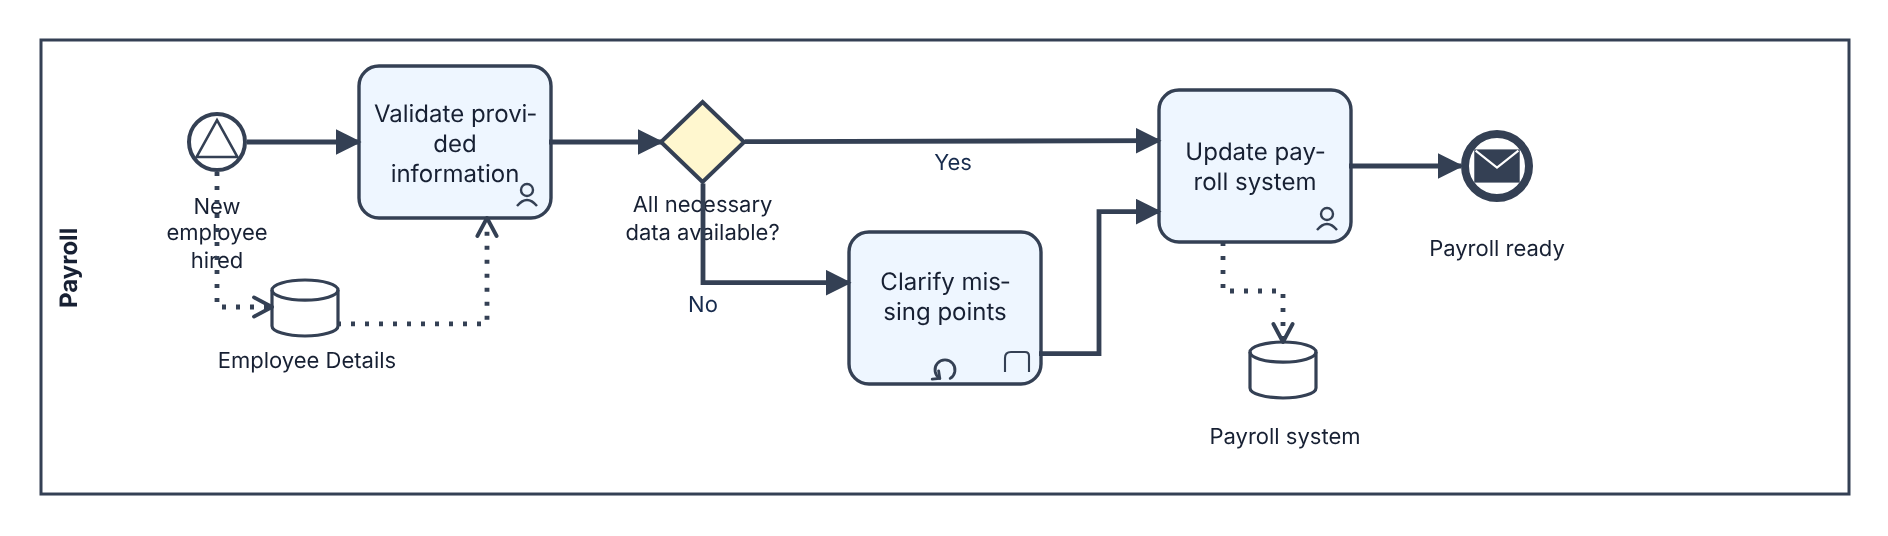 Payroll
New
employee
hired
Validate provi-
ded
information
Employee Details
All necessary
data available?
Yes
No
Clarify mis-
sing points
Update pay-
roll system
Payroll system
Payroll ready